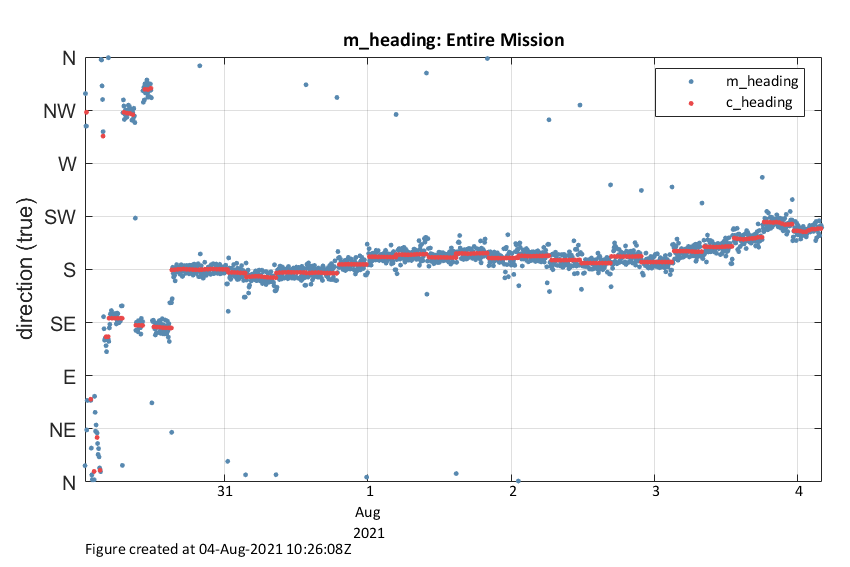 m_heading: Entire Mission
N
NW
W
SW
S
SE
E
NE
N
direction (true)
m_heading
c_heading
31 1 2 3 4
Aug
2021
Figure created at 04-Aug-2021 10:26:08Z